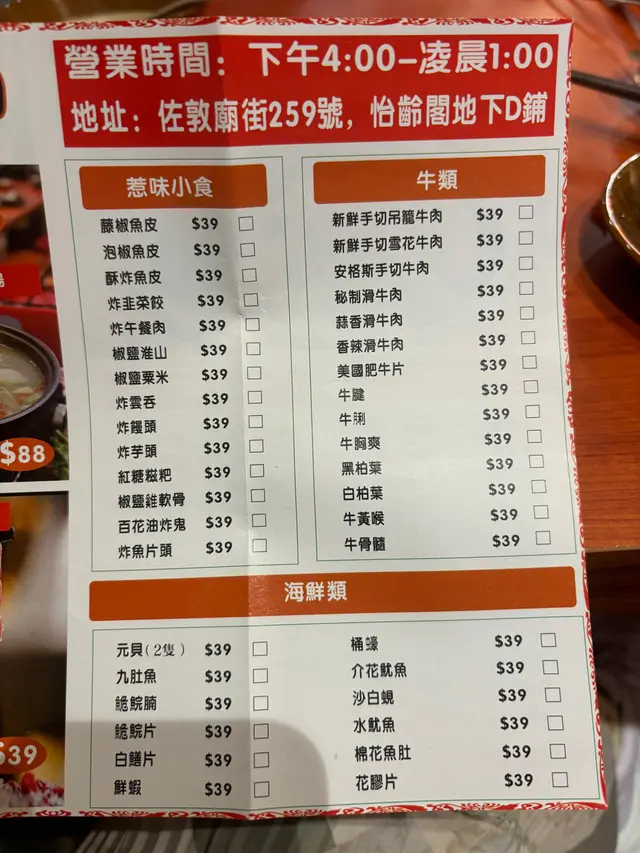 營業時間：下午4:00-凌晨1:00
地址：佐敦廟街259號，怡齡閣地下D鋪
惹味小食
藤椒魚皮 $39
泡椒魚皮 $39
酥炸魚皮 $39
炸韭菜餃 $39
炸午餐肉 $39
椒鹽淮山 $39
椒鹽粟米 $39
炸雲吞 $39
炸饅頭 $39
炸芋頭 $39
紅糖糍粑 $39
椒鹽雞軟骨 $39
百花油炸鬼 $39
炸魚片頭 $39
牛類
新鮮手切吊籠牛肉 $39
新鮮手切雪花牛肉 $39
安格斯手切牛肉 $39
秘制滑牛肉 $39
蒜香滑牛肉 $39
香辣滑牛肉 $39
美國肥牛片 $39
牛腱 $39
牛脷 $39
牛胸爽 $39
黑柏葉 $39
白柏葉 $39
牛黃喉 $39
牛骨髓 $39
海鮮類
元貝(2隻) $39
九肚魚 $39
脆鯇腩 $39
脆鯇片 $39
白鱔片 $39
鮮蝦 $39
桶蠔 $39
介花魷魚 $39
沙白蜆 $39
水魷魚 $39
棉花魚肚 $39
花膠片 $39
$88
$39